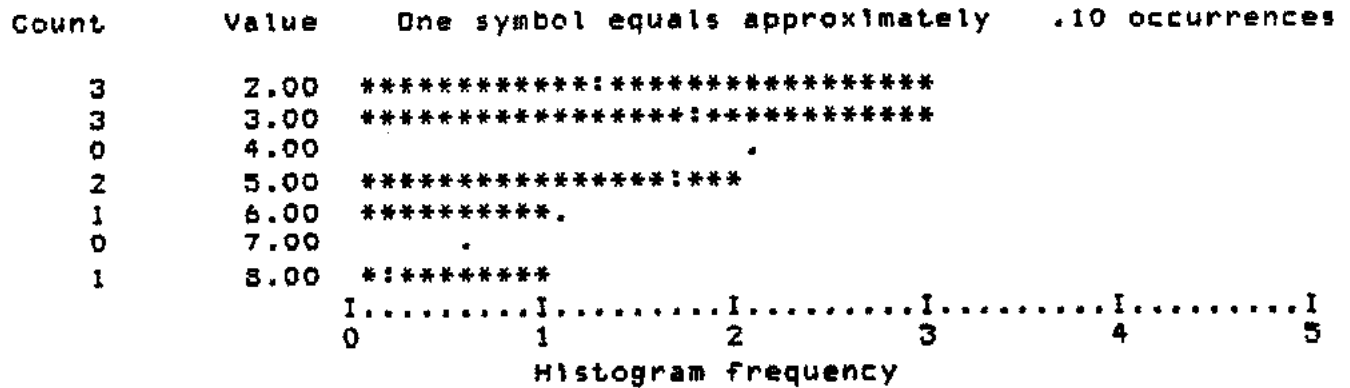 Count Value One symbol equals approximately .10 occurrences
3 2.00 ************:*****************
3 3.00 *****************:************
0 4.00 .
2 5.00 ****************:***
1 6.00 **********.
0 7.00 .
1 8.00 *:********
I.........I.........I.........I.........I.........I
0 1 2 3 4 5
Histogram frequency